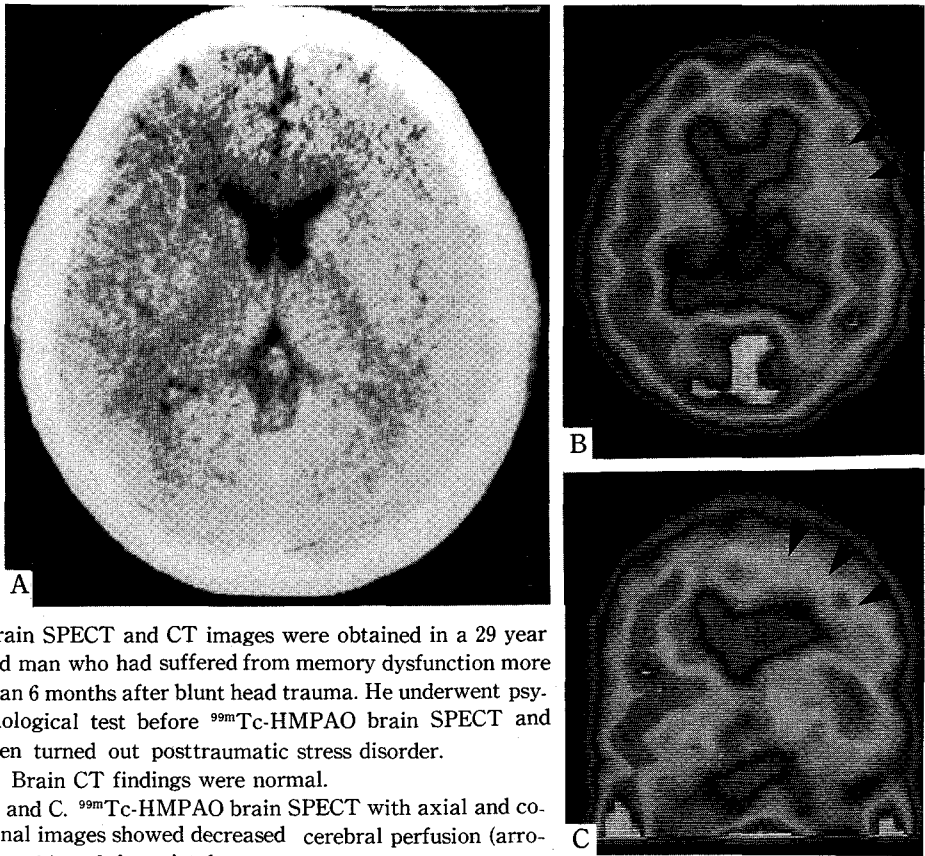 A
B
C
rain SPECT and CT images were obtained in a 29 year
d man who had suffered from memory dysfunction more
an 6 months after blunt head trauma. He underwent psy-
ological test before ⁹⁹ᵐTc-HMPAO brain SPECT and
en turned out posttraumatic stress disorder.
Brain CT findings were normal.
and C. ⁹⁹ᵐTc-HMPAO brain SPECT with axial and co-
nal images showed decreased cerebral perfusion (arro-